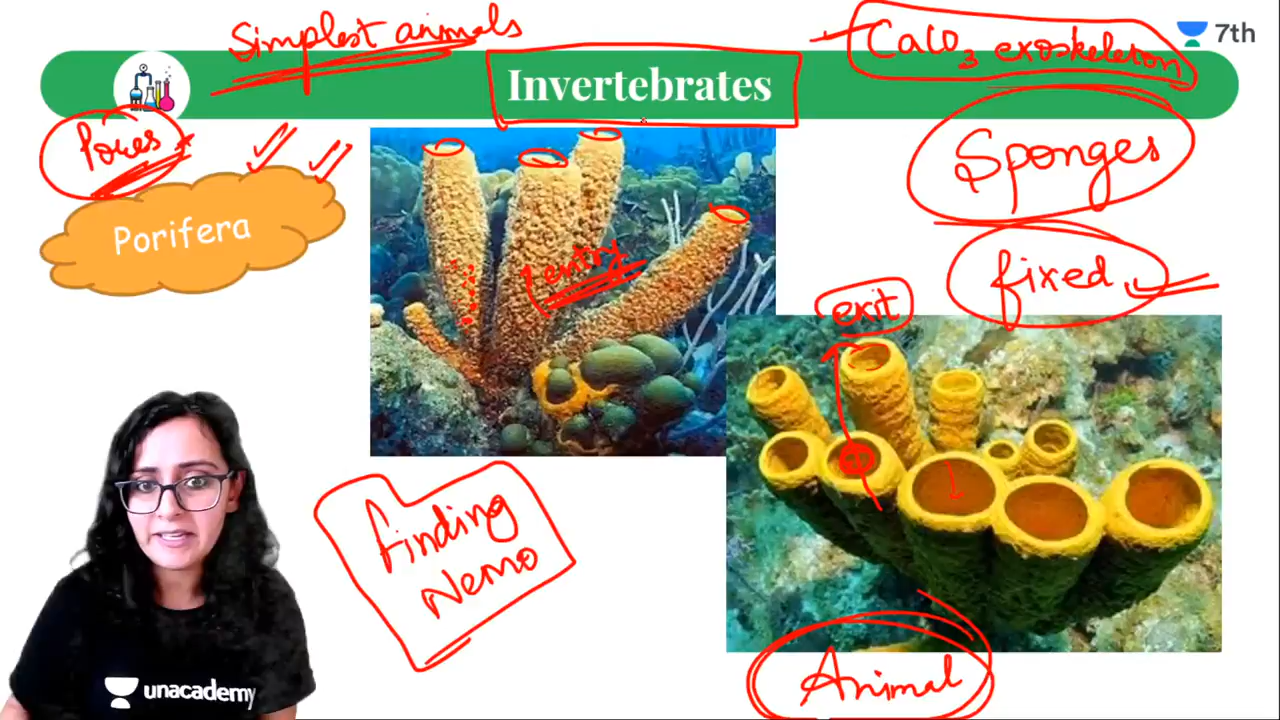 Simplest animals
CaCO3 exoskeleton
7th
Invertebrates
Pores
Sponges
Porifera
entry
fixed
exit
finding
Nemo
Animal
unacademy